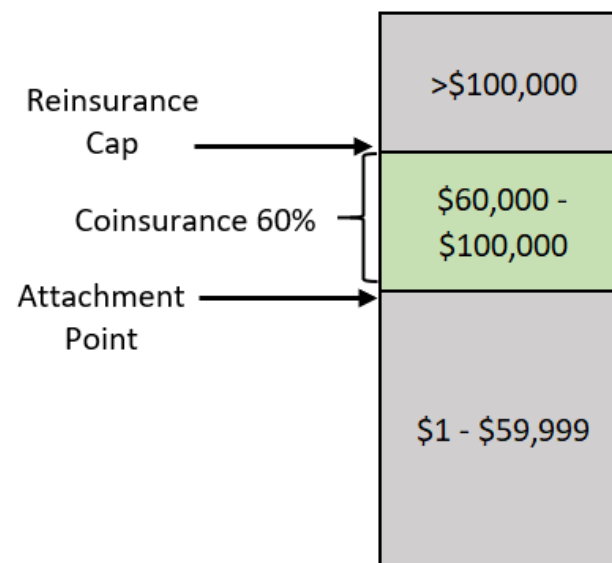 >$100,000
Reinsurance
Cap
$60,000 -
$100,000
Coinsurance 60%
Attachment
Point
$1 - $59,999